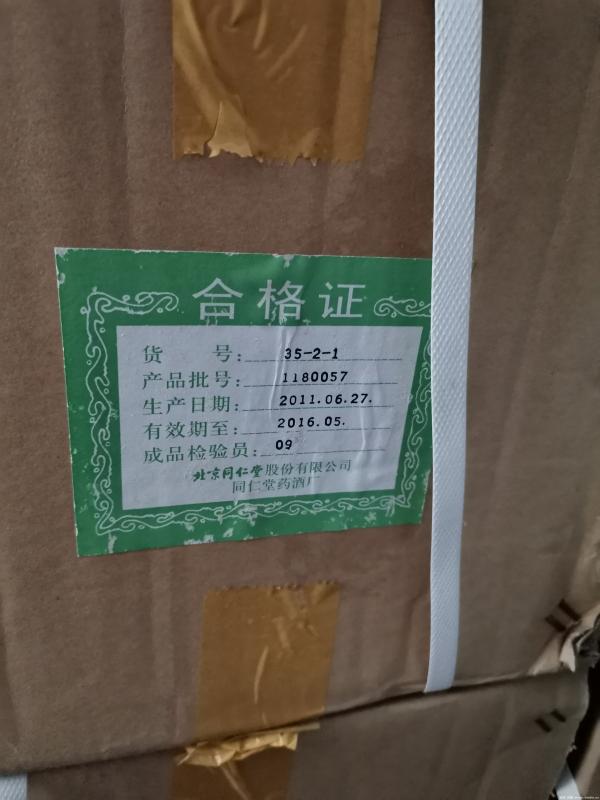 合格证
货 号: 35-2-1
产品批号: 1180057
生产日期: 2011.06.27.
有效期至: 2016.05.
成品检验员: 09
北京同仁堂股份有限公司
同仁堂药酒厂